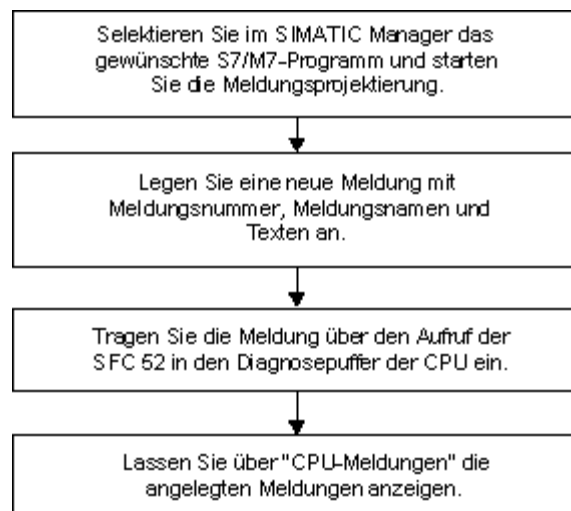 Selektieren Sie im SIMATIC Manager das
gewünschte S7/M7-Programm und starten
Sie die Meldungsprojektierung.
Legen Sie eine neue Meldung mit
Meldungsnummer, Meldungsnamen und
Texten an.
Tragen Sie die Meldung über den Aufruf der
SFC 52 in den Diagnosepuffer der CPU ein.
Lassen Sie über "CPU-Meldungen" die
angelegten Meldungen anzeigen.